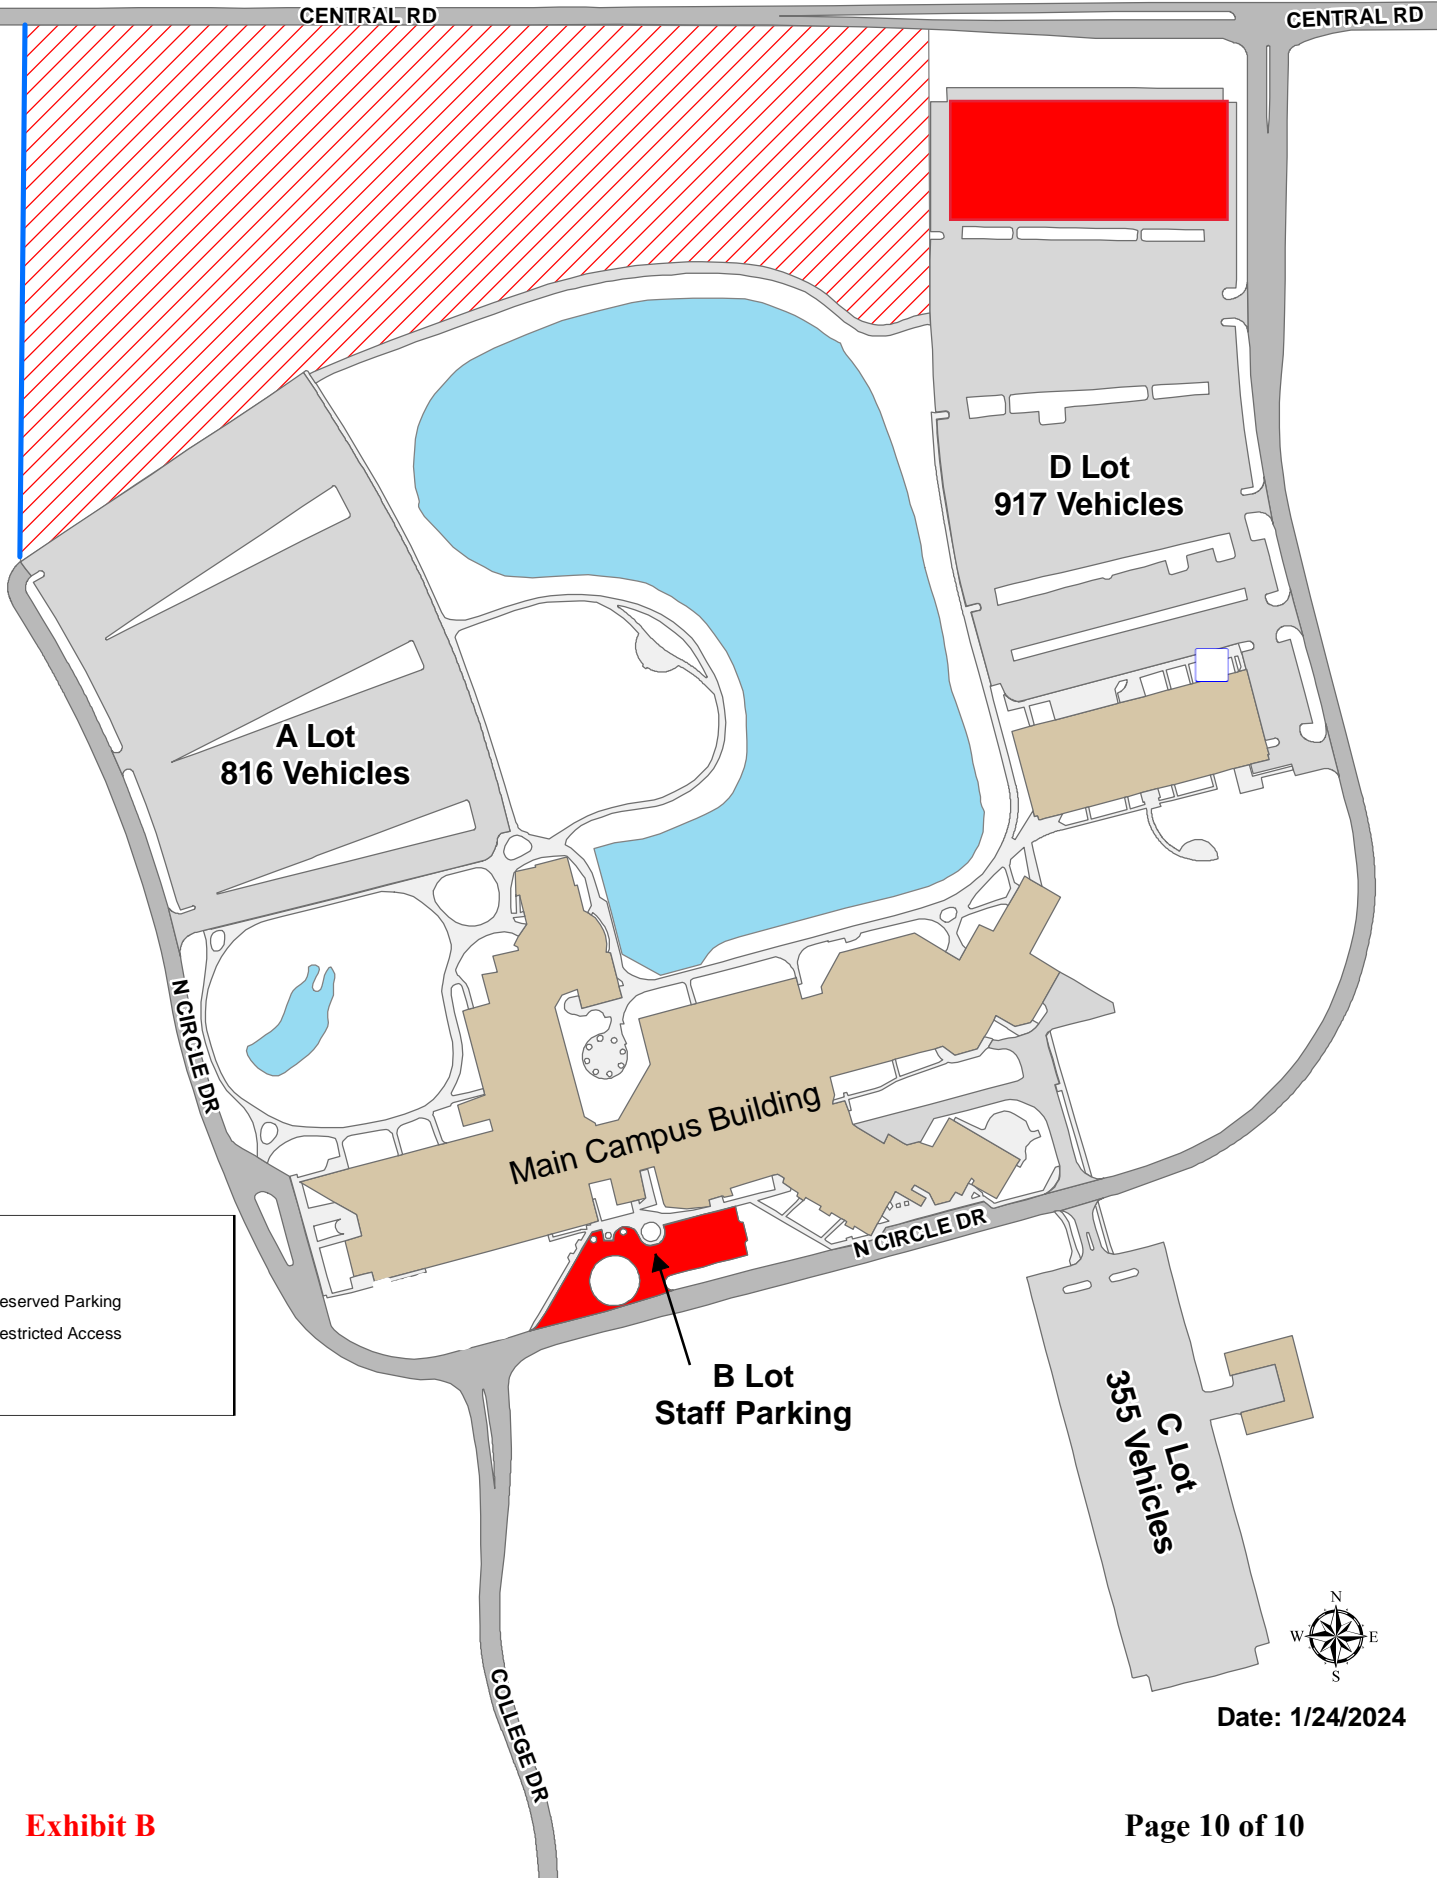 CENTRAL RD
CENTRAL RD
D Lot
917 Vehicles
A Lot
816 Vehicles
N CIRCLE DR
Main Campus Building
N CIRCLE DR
eserved Parking
estricted Access
B Lot
Staff Parking
C Lot
355 Vehicles
N
W
E
S
COLLEGE DR
Date: 1/24/2024
Exhibit B
Page 10 of 10